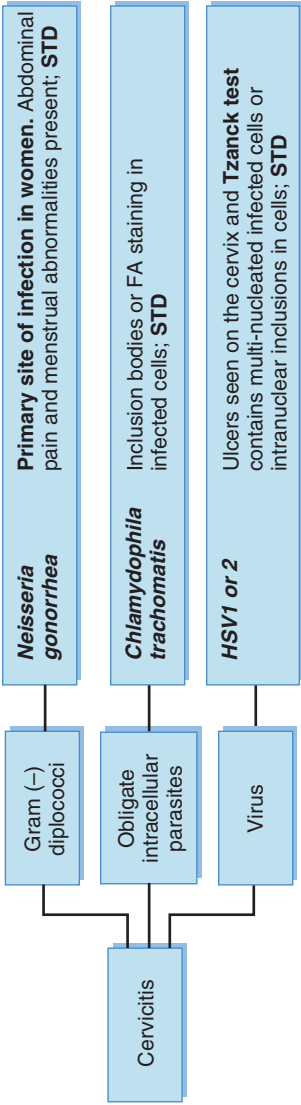 Cervicitis
Gram (–)
diplococci
Neisseria
gonorrhea
Primary site of infection in women. Abdominal
pain and menstrual abnormalities present; STD
Obligate
intracellular
parasites
Chlamydophila
trachomatis
Inclusion bodies or FA staining in
infected cells; STD
Virus
HSV1 or 2
Ulcers seen on the cervix and Tzanck test
contains multi-nucleated infected cells or
intranuclear inclusions in cells; STD